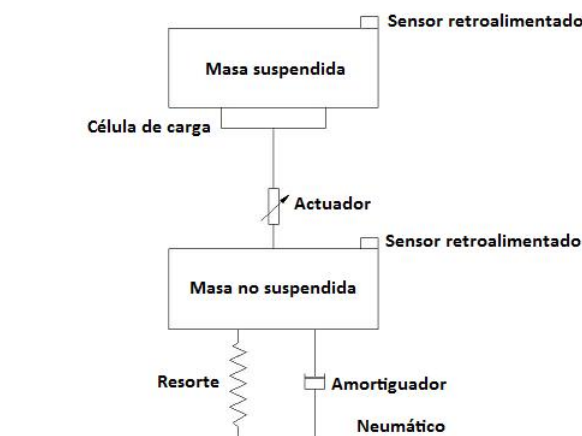 Sensor retroalimentado
Masa suspendida
Célula de carga
Actuador
Sensor retroalimentado
Masa no suspendida
Resorte
Amortiguador
Neumático